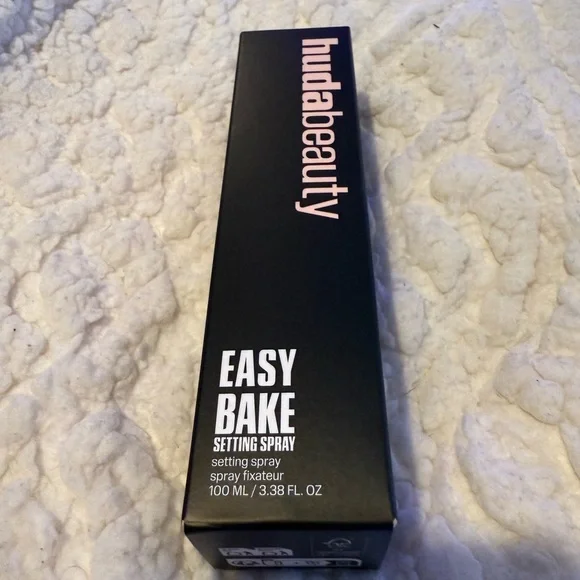 hudabeauty
EASY
BAKE
SETTING SPRAY
setting spray
spray fixateur
100 ML / 3.38 FL. OZ